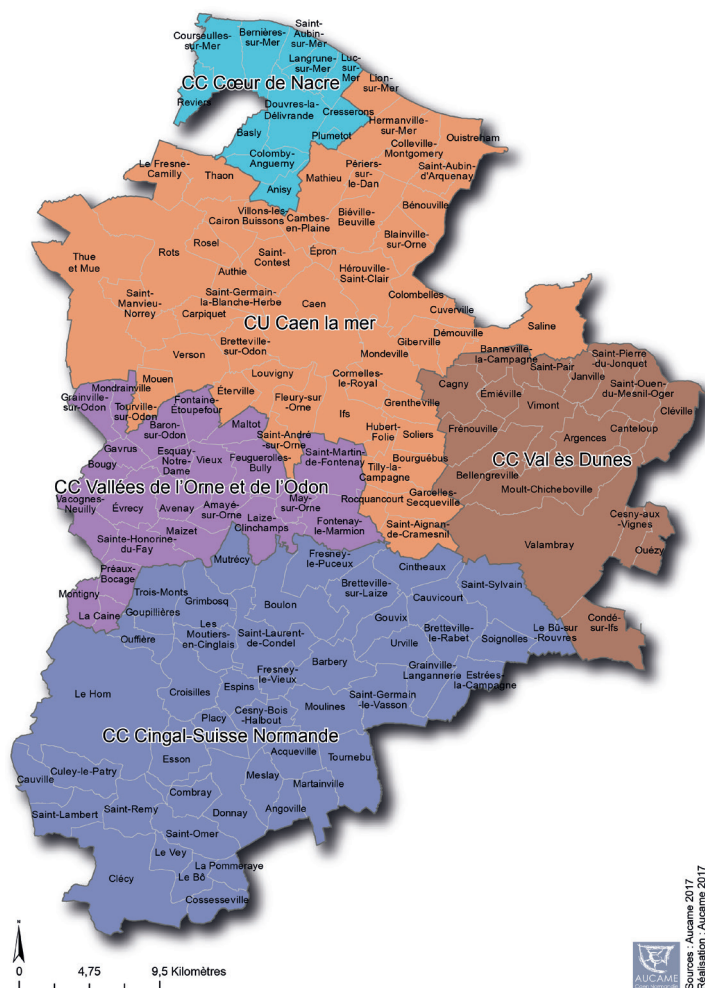 Courseulles-
sur-Mer
Bernières-
sur-Mer
Saint-
Aubin-
sur-Mer
Langrune-
sur-Mer
Luc-
sur-
Mer
Lion-
sur-Mer
CC Cœur de Nacre
Reviers
Douvres-la-
Délivrande
Cresserons
Hermanville-
sur-Mer
Basly
Plumetot
Colleville-
Montgomery
Ouistreham
Colomby-
Anguerny
Périers-
sur-
le-Dan
Saint-Aubin-
d'Arquenay
Le Fresne-
Camilly
Thaon
Mathieu
Anisy
Villons-les-
Buissons
Cairon
Cambes-
en-Plaine
Biéville-
Beuville
Bénouville
Blainville-
sur-Orne
Thue
et Mue
Rots
Rosel
Saint-
Contest
Épron
Authie
Hérouville-
Saint-Clair
Saint-
Manvieu-
Norrey
Saint-Germain-
la-Blanche-Herbe
Carpiquet
Caen
Colombelles
Cuverville
CU Caen la mer
Démouville
Saline
Giberville
Bretteville-
sur-Odon
Verson
Mondeville
Banneville-
la-Campagne
Saint-Pair
Saint-Pierre-
du-Jonquet
Janville
Louvigny
Cormelles-
le-Royal
Mouen
Mondrainville
Grainville-
sur-Odon
Tourville-
sur-Odon
Fontaine-
Étoupefour
Éterville
Fleury-sur
-Orne
Ifs
Grentheville
Cagny
Émiéville
Vimont
Saint-Ouen-
du-Mesnil-Oger
Cléville
Baron-
sur-Odon
Maltot
Saint-André
-sur-Orne
Hubert-
Folie
Soliers
Frénouville
Argences
Canteloup
Gavrus
Esquay-
Notre-
Dame
Vieux
Feuguerolles-
Bully
Saint-Martin-
de-Fontenay
Bourguébus
Tilly-la-
Campagne
CC Val ès Dunes
Bougy
Bellengreville
Moult-Chicheboville
CC Vallées de l'Orne et de l'Odon
Vacognes-
Neuilly
Évrecy
Avenay
Amayé-
sur-Orne
May-
sur-Orne
Rocquancourt
Garcelles-
Secqueville
Laize-
Clinchamps
Fontenay-
le-Marmion
Saint-Aignan-
de-Cramesnil
Cesny-aux
-Vignes
Maizet
Sainte-Honorine-
du-Fay
Valambray
Ouézy
Mutrécy
Fresney-
le-Puceux
Cintheaux
Préaux-
Bocage
Montigny
La Caine
Trois-Monts
Goupillières
Grimbosq
Boulon
Bretteville-
sur-Laize
Cauvicourt
Saint-Sylvain
Gouvix
Condé-
sur-Ifs
Ouffière
Les
Moutiers-
en-Cinglais
Saint-Laurent-
de-Condel
Urville
Bretteville-
le-Rabet
Soignolles
Le Bû-sur
-Rouvres
Barbery
Fresney-
le-Vieux
Grainville-
Langannerie
Estrées-
la-Campagne
Le Hom
Croisilles
Espins
Saint-Germain
-le-Vasson
Placy
Cesny-Bois
-Halbout
Moulines
CC Cingal-Suisse Normande
Esson
Acqueville
Tournebu
Culey-le-Patry
Cauville
Meslay
Martainville
Combray
Saint-Lambert
Saint-Remy
Donnay
Angoville
Saint-Omer
Le Vey
La Pommeraye
Clécy
Le Bô
Cossesseville
N
0
4,75
9,5 Kilomètres
AUCAME
Caen Normandie
Sources : Aucame 2017
Réalisation : Aucame 2017